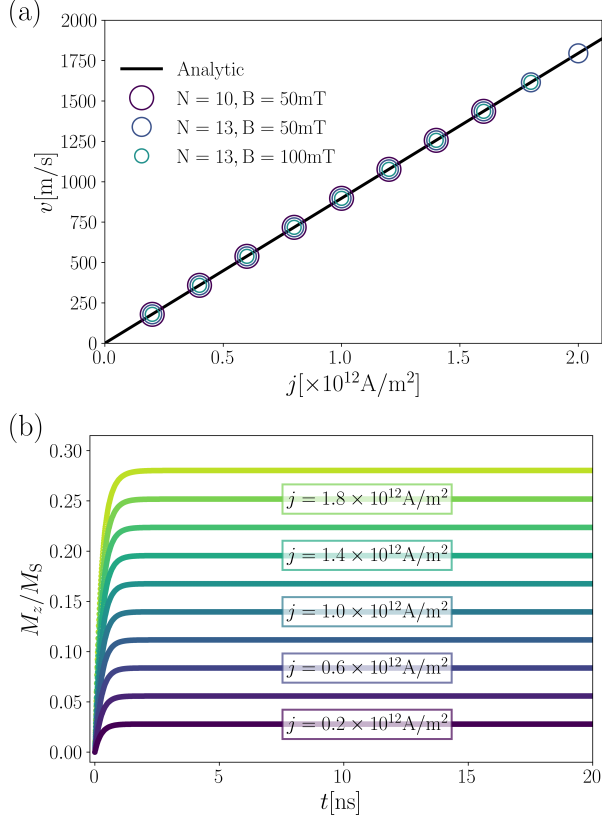 (a)
2000
1750
1500
1250
1000
750
500
250
0
v[m/s]
Analytic
N = 10, B = 50mT
N = 13, B = 50mT
N = 13, B = 100mT
0.0 0.5 1.0 1.5 2.0
j[×10¹²A/m²]
(b)
0.30
0.25
0.20
0.15
0.10
0.05
0.00
M_z/M_S
j = 1.8 × 10¹²A/m²
j = 1.4 × 10¹²A/m²
j = 1.0 × 10¹²A/m²
j = 0.6 × 10¹²A/m²
j = 0.2 × 10¹²A/m²
0 5 10 15 20
t[ns]